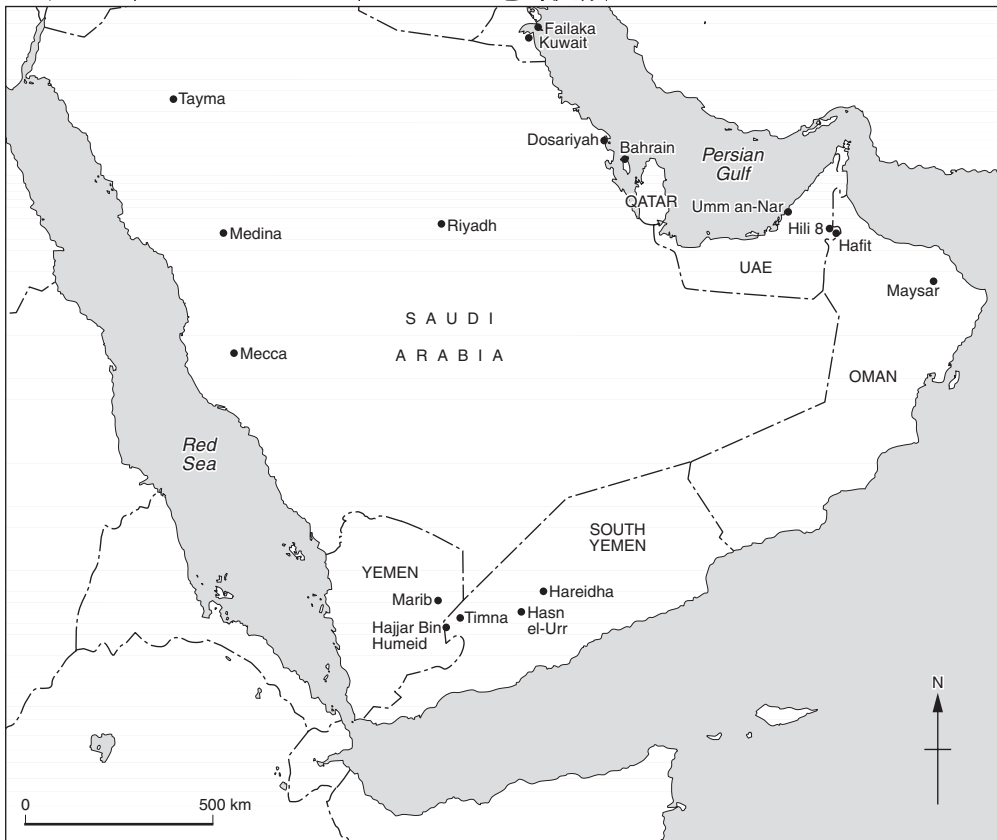 Failaka
Kuwait
Tayma
Dosariyah
Bahrain
Persian
Gulf
QATAR
Umm an-Nar
Medina
Riyadh
Hili 8
Hafit
UAE
Maysar
S A U D I
A R A B I A
Mecca
OMAN
Red
Sea
SOUTH
YEMEN
YEMEN
Hareidha
Marib
Timna
Hasn
el-Urr
Hajjar Bin
Humeid
N
0 500 km